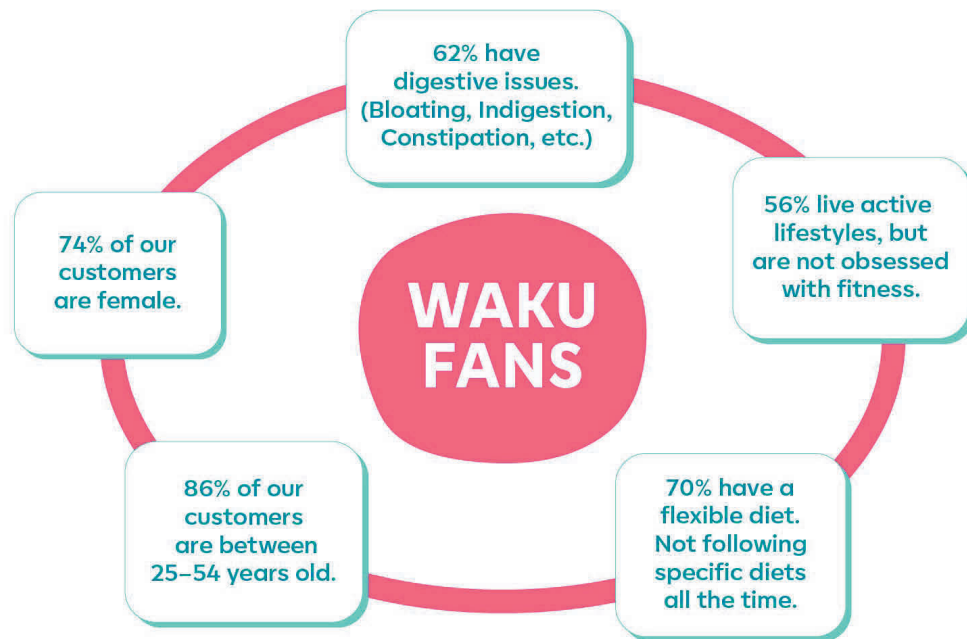 62% have
digestive issues.
(Bloating, Indigestion,
Constipation, etc.)
56% live active
lifestyles, but
are not obsessed
with fitness.
74% of our
customers
are female.
WAKU
FANS
86% of our
customers
are between
25–54 years old.
70% have a
flexible diet.
Not following
specific diets
all the time.